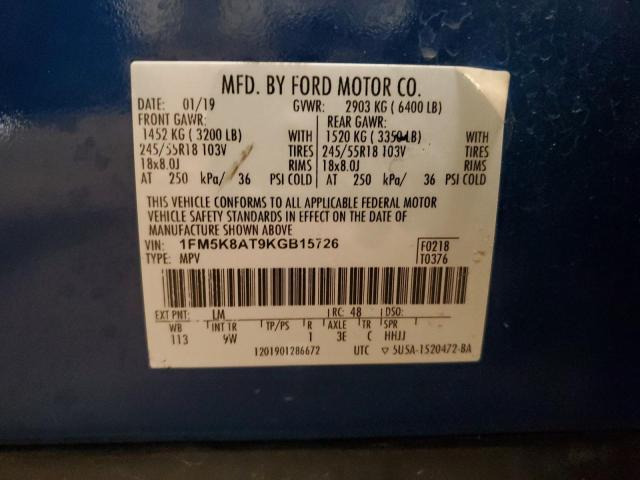 MFD. BY FORD MOTOR CO.
DATE: 01/19 GVWR: 2903 KG ( 6400 LB)
FRONT GAWR: REAR GAWR:
1452 KG ( 3200 LB) WITH 1520 KG ( 3350 LB) WITH
245/55R18 103V TIRES 245/55R18 103V TIRES
18x8.0J RIMS 18x8.0J RIMS
AT 250 kPa/ 36 PSI COLD AT 250 kPa/ 36 PSI COLD
THIS VEHICLE CONFORMS TO ALL APPLICABLE FEDERAL MOTOR
VEHICLE SAFETY STANDARDS IN EFFECT ON THE DATE OF
MANUFACTURE SHOWN ABOVE
VIN: 1FM5K8AT9KGB15726 F0218
TYPE: MPV T0376
EXT PNT: LM RC: 48 DSO:
WB INT TR TP/PS R AXLE TR SPR
113 9W 1 3E C HHJJ
1201901286672 UTC ▽ 5USA-1520472-BA